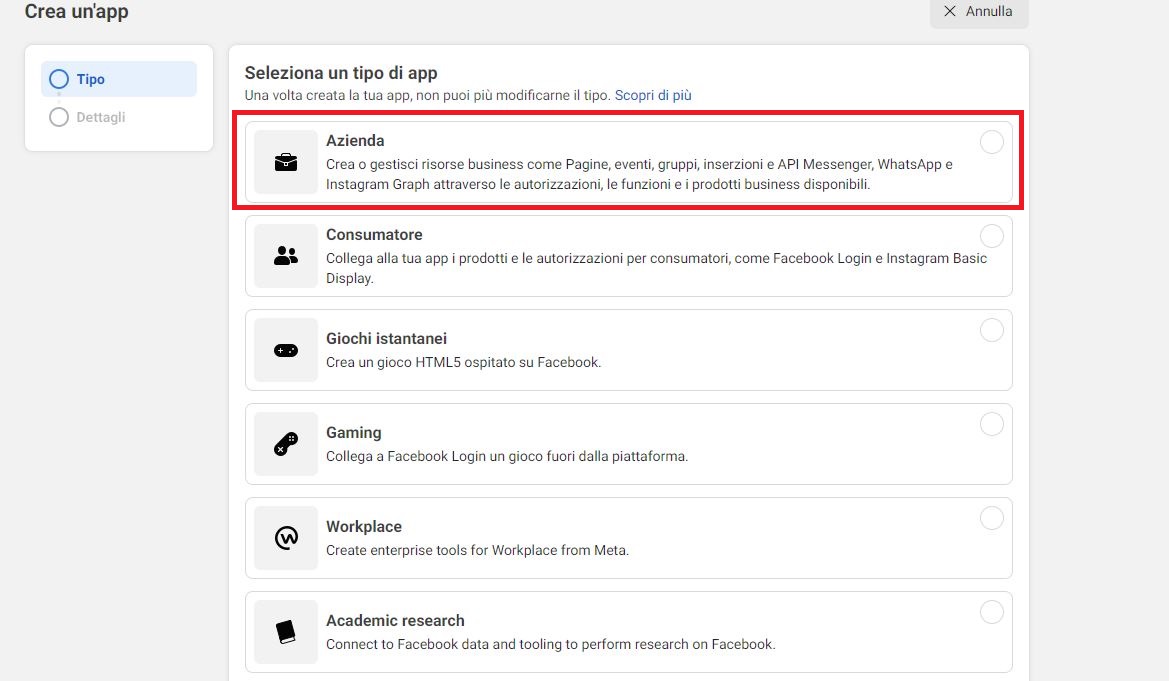 Crea un'app
Annulla
Tipo
Dettagli
Seleziona un tipo di app
Una volta creata la tua app, non puoi più modificarne il tipo. Scopri di più
Azienda
Crea o gestisci risorse business come Pagine, eventi, gruppi, inserzioni e API Messenger, WhatsApp e
Instagram Graph attraverso le autorizzazioni, le funzioni e i prodotti business disponibili.
Consumatore
Collega alla tua app i prodotti e le autorizzazioni per consumatori, come Facebook Login e Instagram Basic
Display.
Giochi istantanei
Crea un gioco HTML5 ospitato su Facebook.
Gaming
Collega a Facebook Login un gioco fuori dalla piattaforma.
Workplace
Create enterprise tools for Workplace from Meta.
Academic research
Connect to Facebook data and tooling to perform research on Facebook.